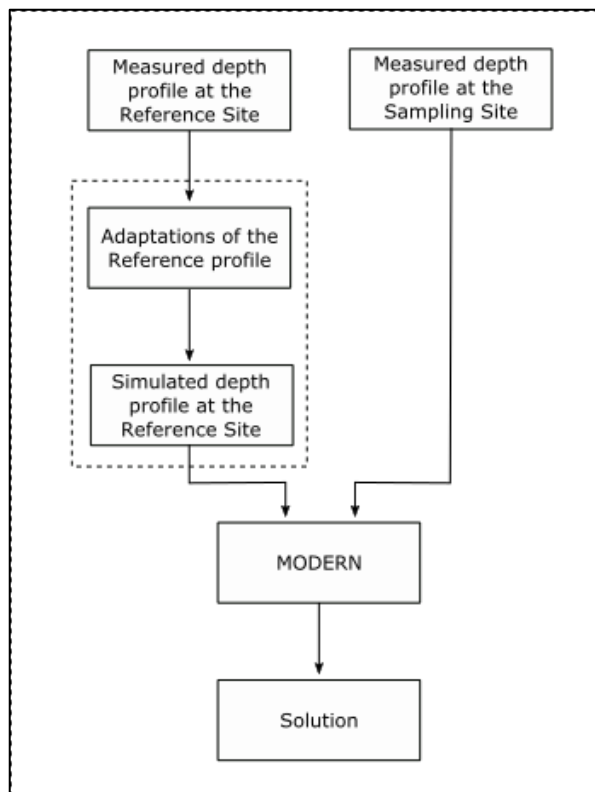 Measured depth
profile at the
Reference Site
Measured depth
profile at the
Sampling Site
Adaptations of the
Reference profile
Simulated depth
profile at the
Reference Site
MODERN
Solution